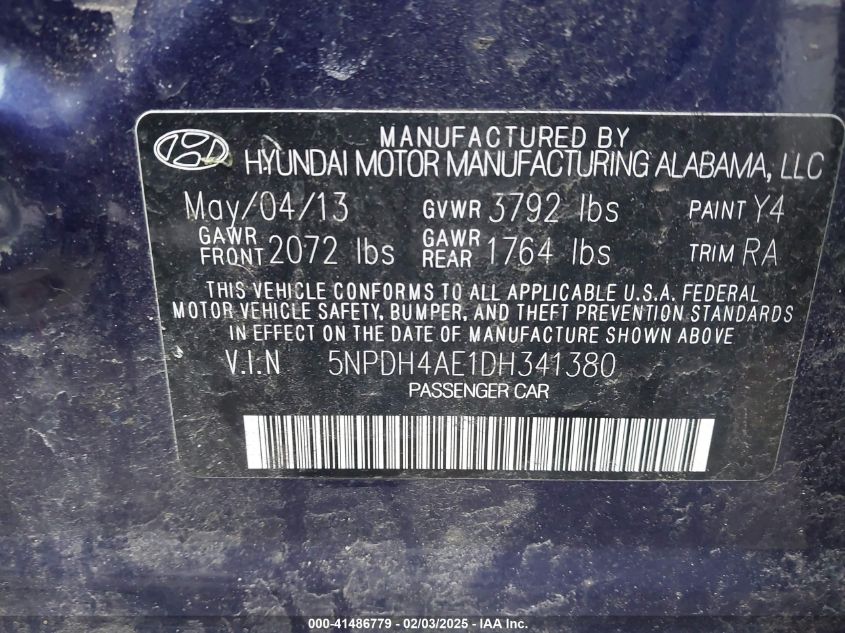 MANUFACTURED BY
HYUNDAI MOTOR MANUFACTURING ALABAMA, LLC
May/04/13 GVWR 3792 lbs PAINT Y4
GAWR FRONT 2072 lbs GAWR REAR 1764 lbs TRIM RA
THIS VEHICLE CONFORMS TO ALL APPLICABLE U.S.A. FEDERAL
MOTOR VEHICLE SAFETY, BUMPER, AND THEFT PREVENTION STANDARDS
IN EFFECT ON THE DATE OF MANUFACTURE SHOWN ABOVE
V.I.N 5NPDH4AE1DH341380
PASSENGER CAR
000-41486779 - 02/03/2025 - IAA Inc.